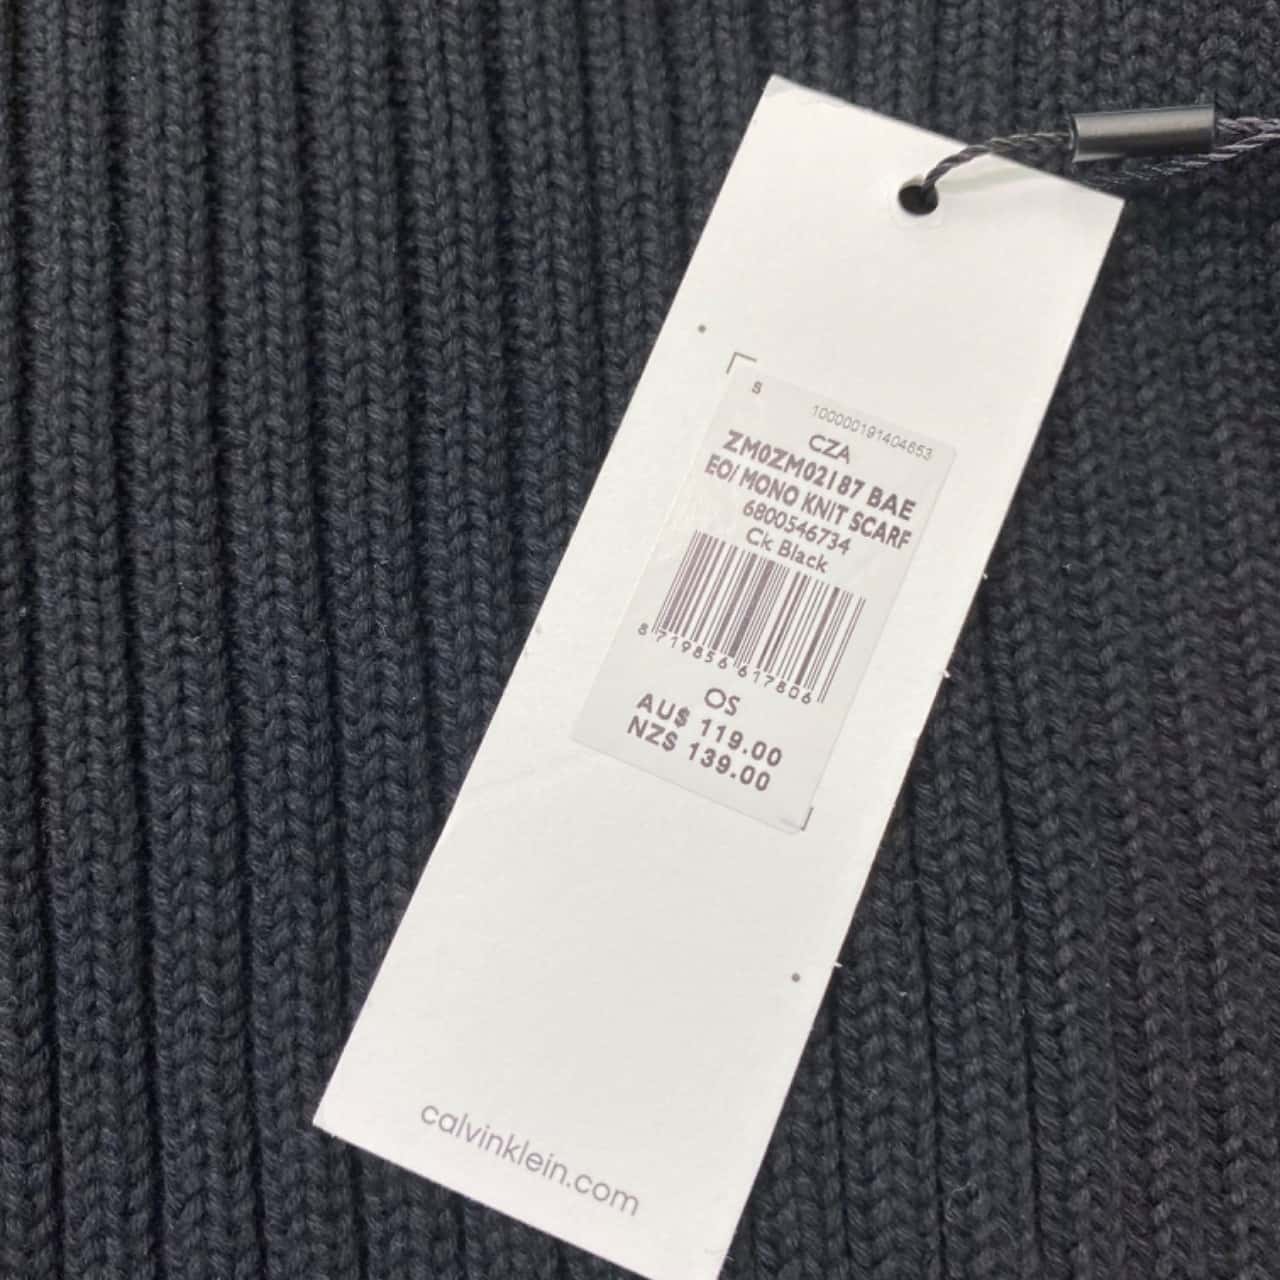 S
100000191404653
CZA
ZM0ZM02187 BAE
EO/ MONO KNIT SCARF
6800546734
Ck Black
8 719856 617806
OS
AU$ 119.00
NZ$ 139.00
calvinklein.com